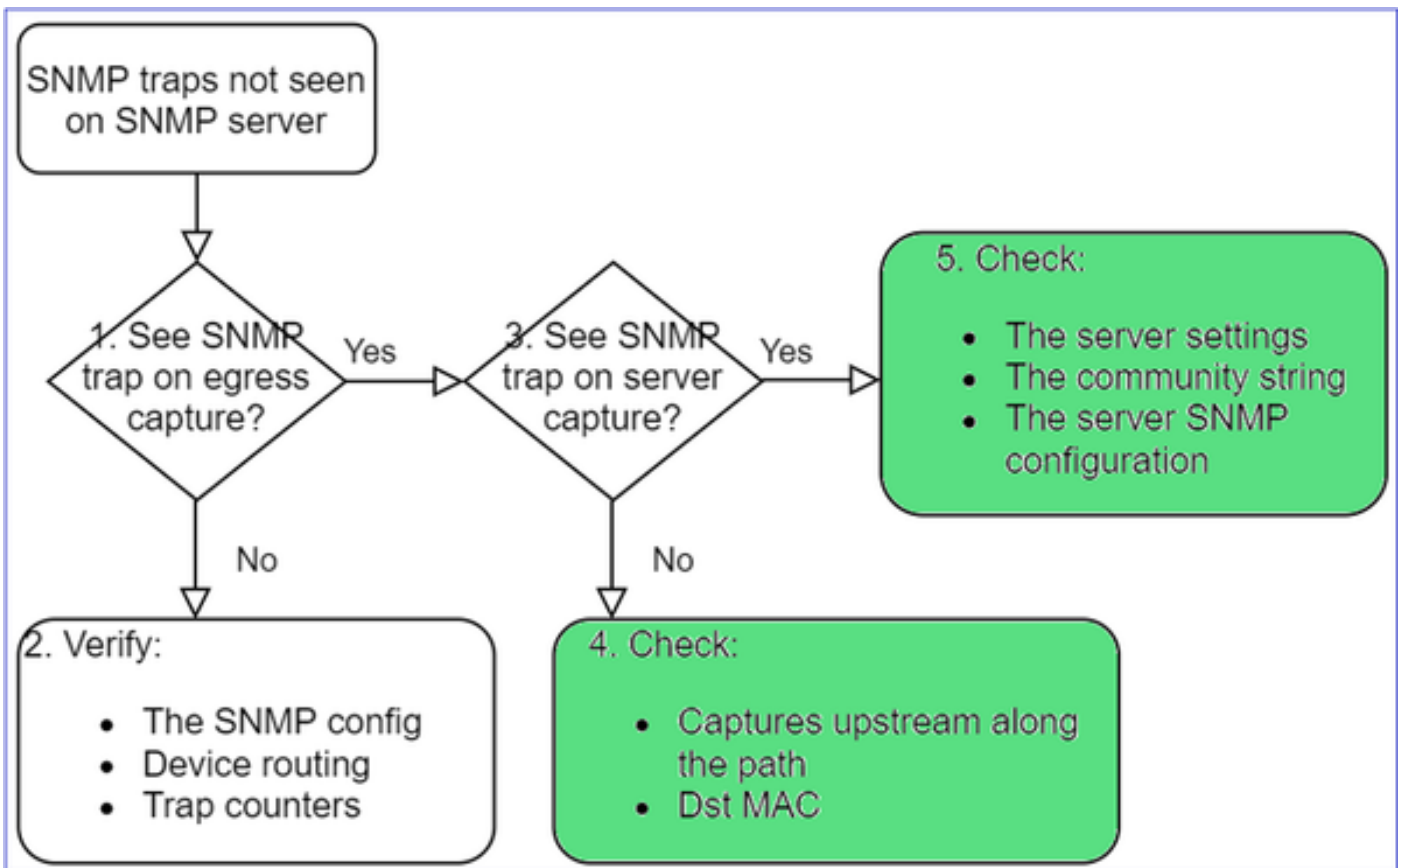 SNMP traps not seen
on SNMP server
1. See SNMP
trap on egress
capture?
Yes
No
2. Verify:
• The SNMP config
• Device routing
• Trap counters
3. See SNMP
trap on server
capture?
Yes
No
4. Check:
• Captures upstream along
the path
• Dst MAC
5. Check:
• The server settings
• The community string
• The server SNMP
configuration